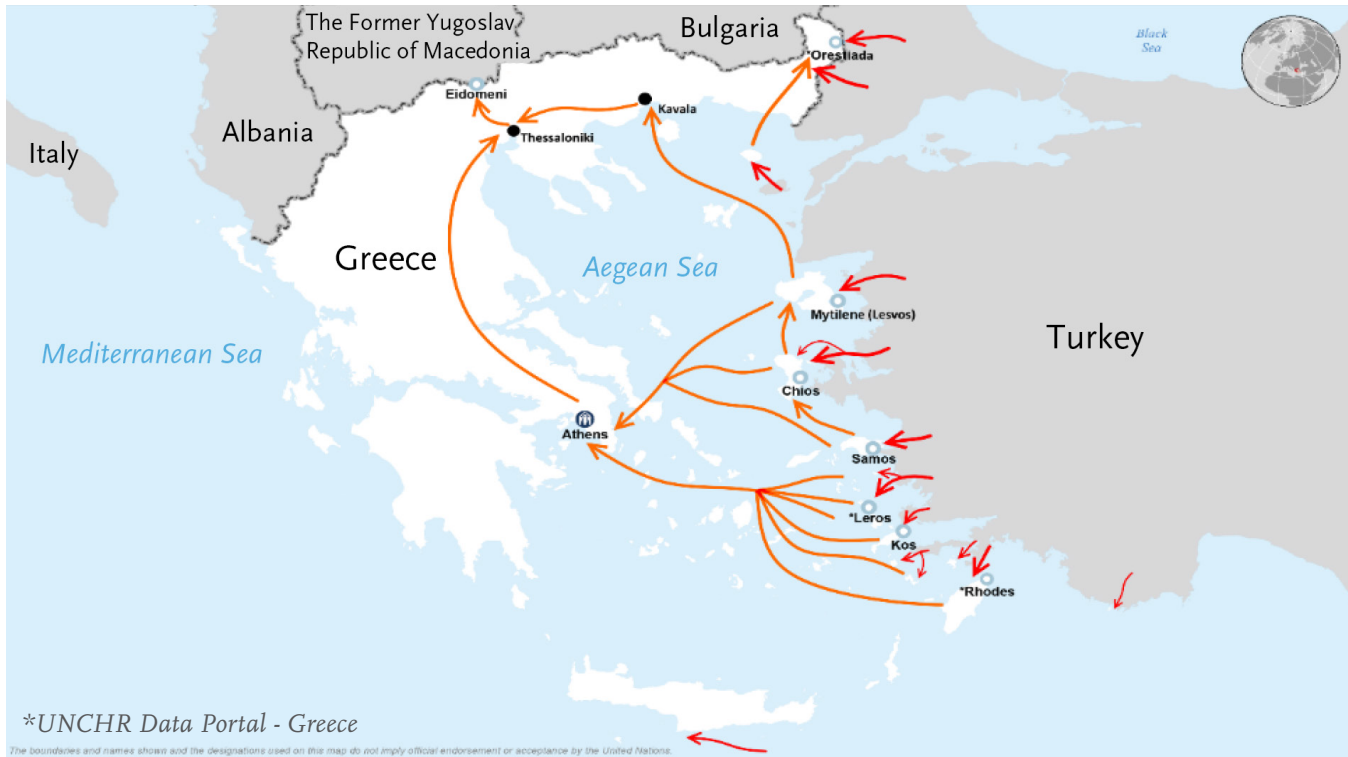 The Former Yugoslav
Republic of Macedonia
Bulgaria
Black
Sea
*Orestiada
Eidomeni
Kavala
Albania
Thessaloniki
Italy
Greece
Aegean Sea
Mytilene (Lesvos)
Turkey
Mediterranean Sea
Chios
Athens
Samos
*Leros
Kos
*Rhodes
*UNCHR Data Portal - Greece
The boundaries and names shown and the designations used on this map do not imply official endorsement or acceptance by the United Nations.